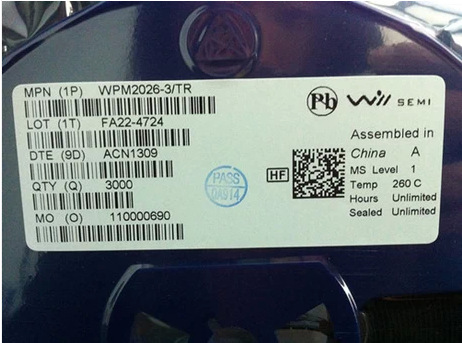 MPN (1P) WPM2026-3/TR
LOT (1T) FA22-4724
DTE (9D) ACN1309
QTY (Q) 3000
MO (O) 110000690
PASS
HF
Pb Will SEMI
Assembled in
China A
MS Level 1
Temp 260 C
Hours Unlimited
Sealed Unlimited